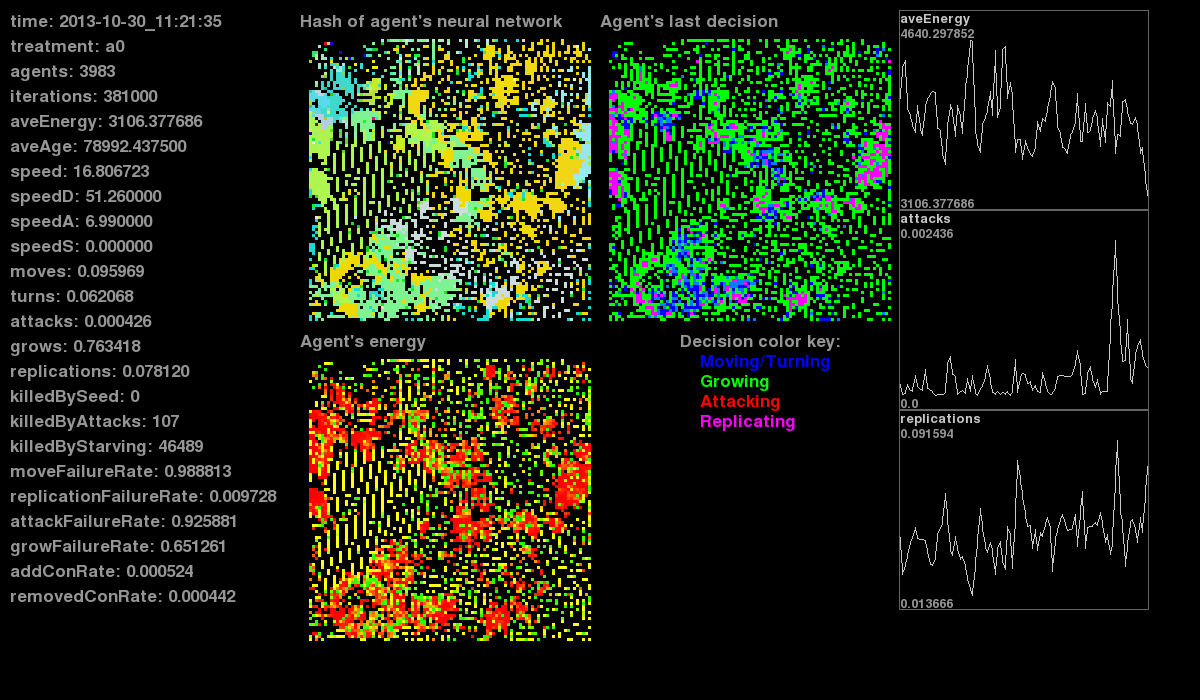 time: 2013-10-30_11:21:35
treatment: a0
agents: 3983
iterations: 381000
aveEnergy: 3106.377686
aveAge: 78992.437500
speed: 16.806723
speedD: 51.260000
speedA: 6.990000
speedS: 0.000000
moves: 0.095969
turns: 0.062068
attacks: 0.000426
grows: 0.763418
replications: 0.078120
killedBySeed: 0
killedByAttacks: 107
killedByStarving: 46489
moveFailureRate: 0.988813
replicationFailureRate: 0.009728
attackFailureRate: 0.925881
growFailureRate: 0.651261
addConRate: 0.000524
removedConRate: 0.000442
Hash of agent's neural network
Agent's last decision
Agent's energy
Decision color key:
Moving/Turning
Growing
Attacking
Replicating
aveEnergy
4640.297852
3106.377686
attacks
0.002436
0.0
replications
0.091594
0.013666